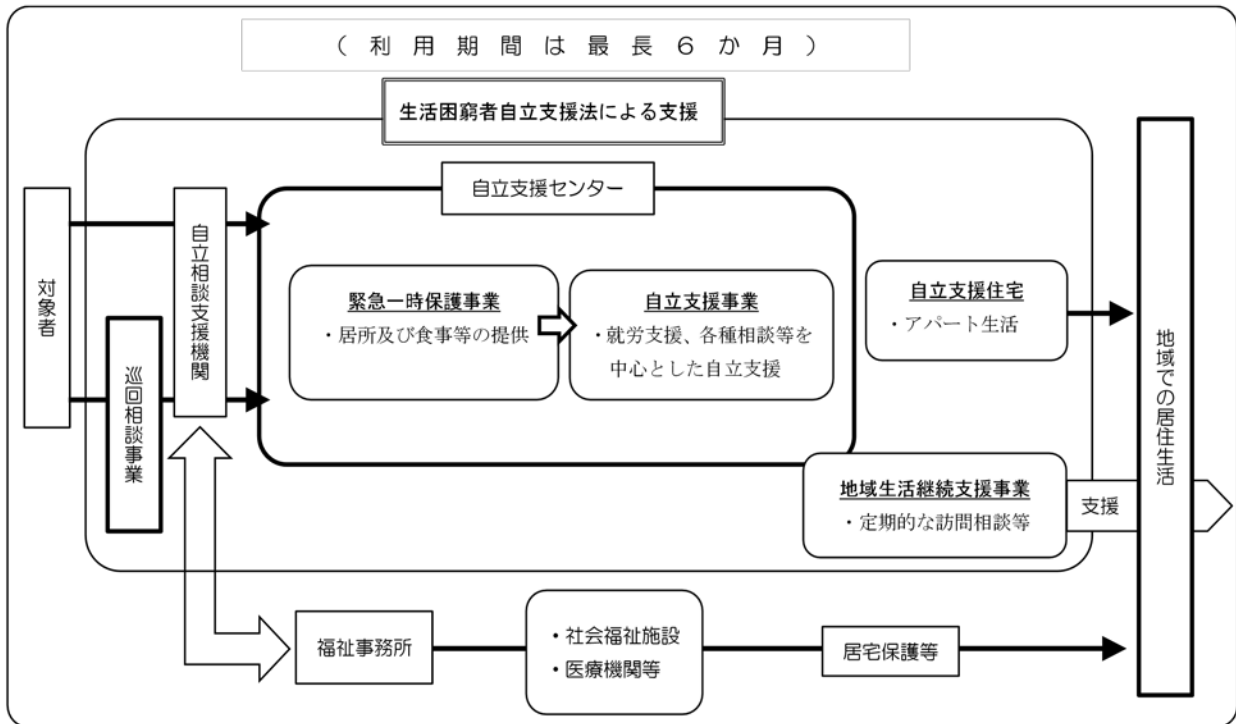 (利用期間は最長6か月)
生活困窮者自立支援法による支援
自立支援センター
対象者
自立相談支援機関
巡回相談事業
緊急一時保護事業
・居所及び食事等の提供
自立支援事業
・就労支援、各種相談等を
中心とした自立支援
自立支援住宅
・アパート生活
地域生活継続支援事業
・定期的な訪問相談等
支援
地域での居住生活
福祉事務所
・社会福祉施設
・医療機関等
居宅保護等